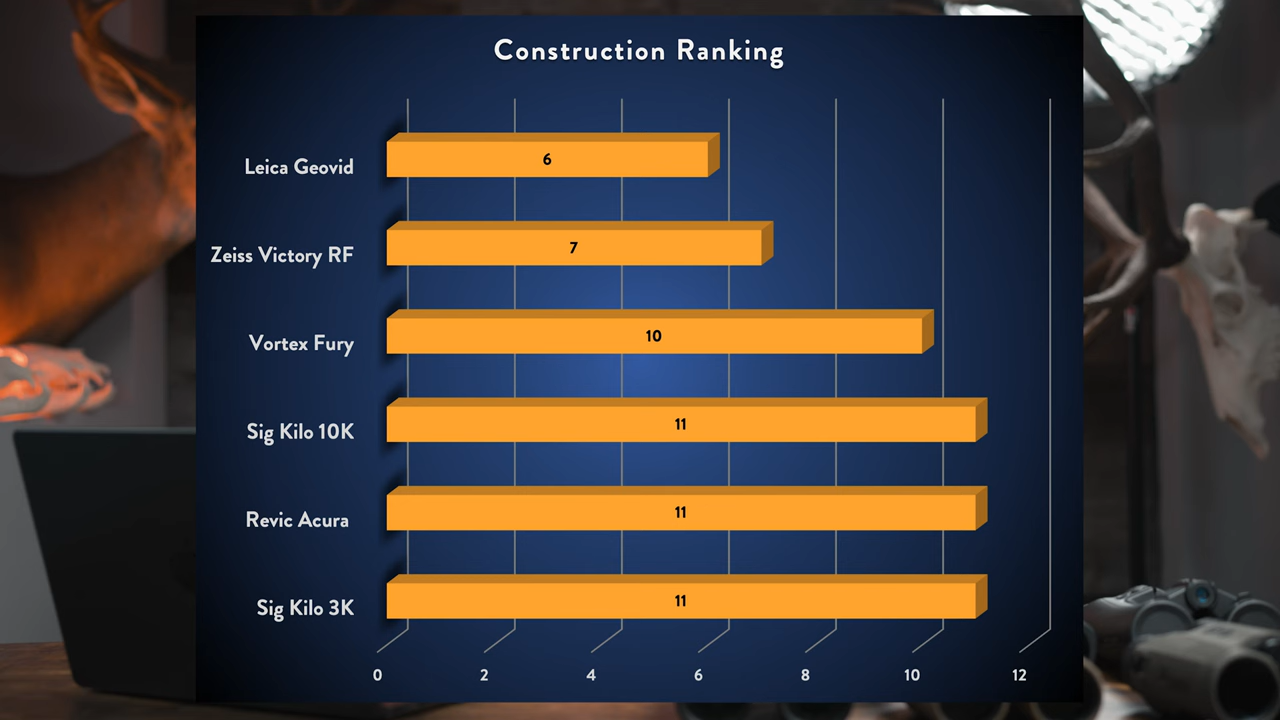 Construction Ranking
Leica Geovid 6
Zeiss Victory RF 7
Vortex Fury 10
Sig Kilo 10K 11
Revic Acura 11
Sig Kilo 3K 11
0 2 4 6 8 10 12